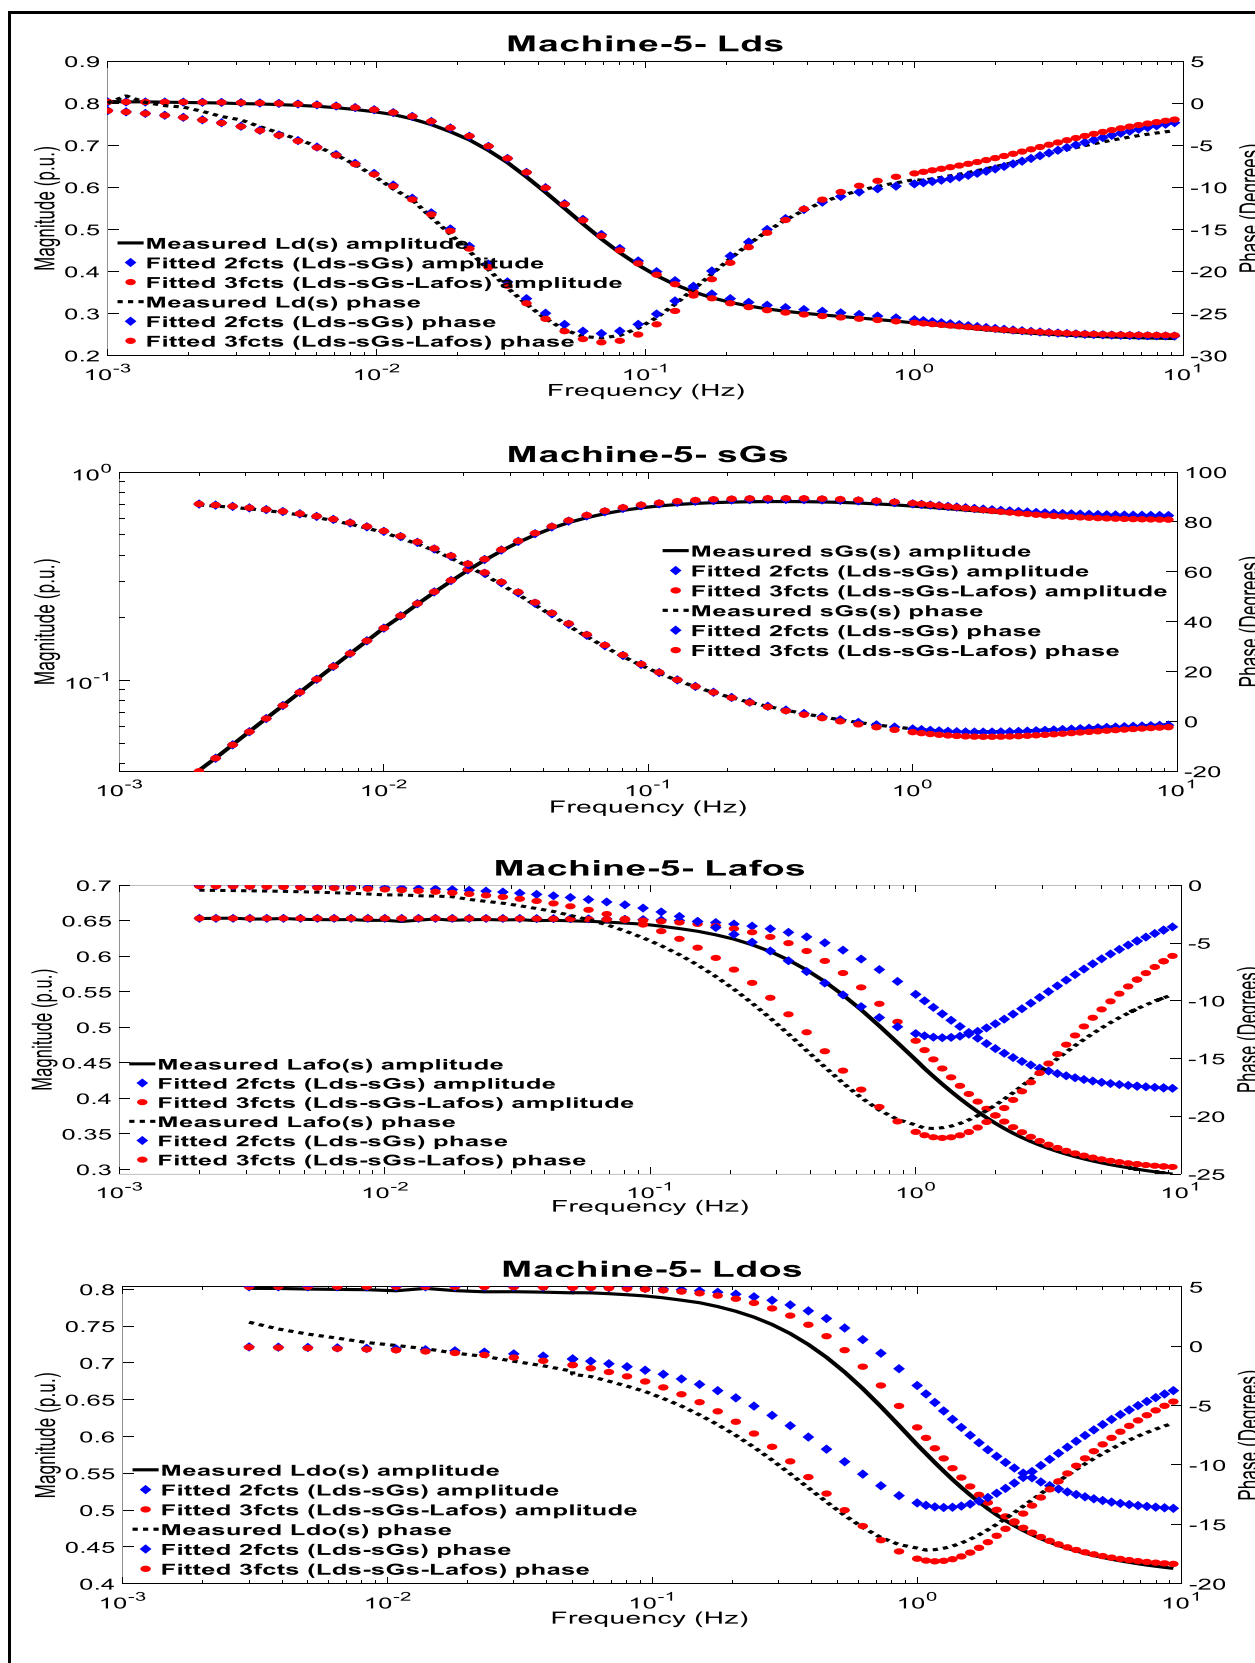 Machine-5- Lds
0.9
0.8
0.7
0.6
0.5
0.4
0.3
0.2
5
0
-5
-10
-15
-20
-25
-30
Magnitude (p.u.)
Phase (Degrees)
Measured Ld(s) amplitude
Fitted 2fcts (Lds-sGs) amplitude
Fitted 3fcts (Lds-sGs-Lafos) amplitude
Measured Ld(s) phase
Fitted 2fcts (Lds-sGs) phase
Fitted 3fcts (Lds-sGs-Lafos) phase
10^-3 10^-2 10^-1 10^0 10^1
Frequency (Hz)
Machine-5- sGs
10^0
10^-1
100
80
60
40
20
0
-20
Magnitude (p.u.)
Phase (Degrees)
Measured sGs(s) amplitude
Fitted 2fcts (Lds-sGs) amplitude
Fitted 3fcts (Lds-sGs-Lafos) amplitude
Measured sGs(s) phase
Fitted 2fcts (Lds-sGs) phase
Fitted 3fcts (Lds-sGs-Lafos) phase
10^-3 10^-2 10^-1 10^0 10^1
Frequency (Hz)
Machine-5- Lafos
0.7
0.65
0.6
0.55
0.5
0.45
0.4
0.35
0.3
0
-5
-10
-15
-20
-25
Magnitude (p.u.)
Phase (Degrees)
Measured Lafo(s) amplitude
Fitted 2fcts (Lds-sGs) amplitude
Fitted 3fcts (Lds-sGs-Lafos) amplitude
Measured Lafo(s) phase
Fitted 2fcts (Lds-sGs) phase
Fitted 3fcts (Lds-sGs-Lafos) phase
10^-3 10^-2 10^-1 10^0 10^1
Frequency (Hz)
Machine-5- Ldos
0.8
0.75
0.7
0.65
0.6
0.55
0.5
0.45
0.4
5
0
-5
-10
-15
-20
Magnitude (p.u.)
Phase (Degrees)
Measured Ldo(s) amplitude
Fitted 2fcts (Lds-sGs) amplitude
Fitted 3fcts (Lds-sGs-Lafos) amplitude
Measured Ldo(s) phase
Fitted 2fcts (Lds-sGs) phase
Fitted 3fcts (Lds-sGs-Lafos) phase
10^-3 10^-2 10^-1 10^0 10^1
Frequency (Hz)